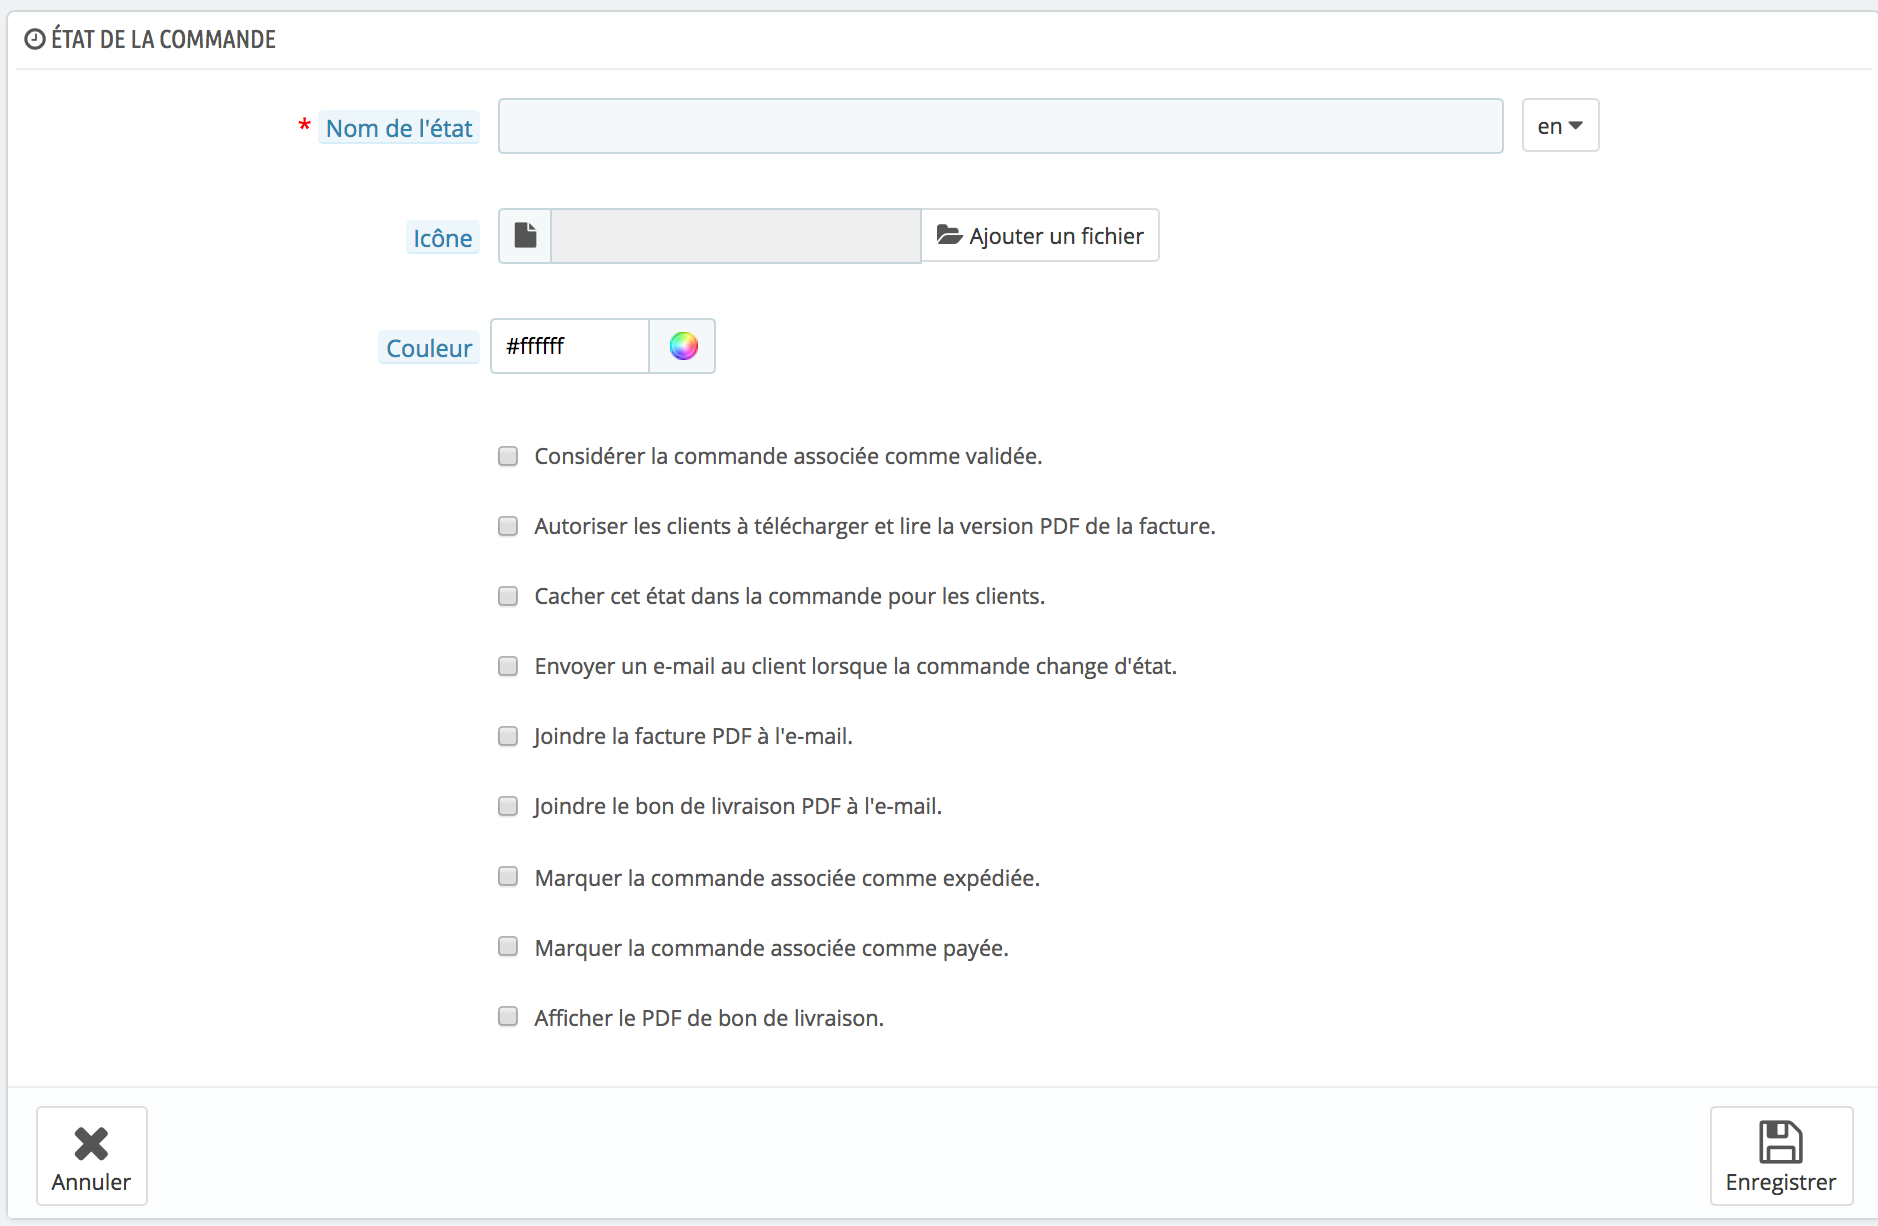 ÉTAT DE LA COMMANDE
* Nom de l'état
en
Icône
Ajouter un fichier
Couleur
#ffffff
Considérer la commande associée comme validée.
Autoriser les clients à télécharger et lire la version PDF de la facture.
Cacher cet état dans la commande pour les clients.
Envoyer un e-mail au client lorsque la commande change d'état.
Joindre la facture PDF à l'e-mail.
Joindre le bon de livraison PDF à l'e-mail.
Marquer la commande associée comme expédiée.
Marquer la commande associée comme payée.
Afficher le PDF de bon de livraison.
Annuler
Enregistrer